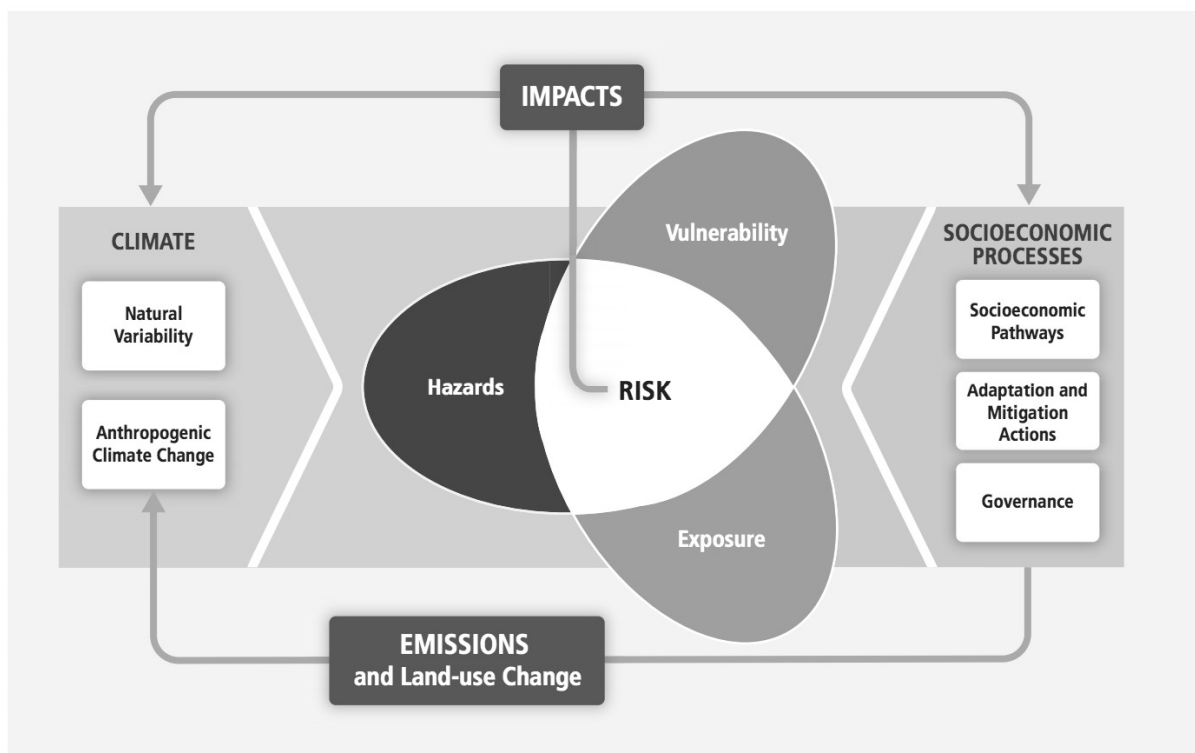 IMPACTS
CLIMATE
Natural
Variability
Anthropogenic
Climate Change
Vulnerability
Hazards
RISK
Exposure
SOCIOECONOMIC
PROCESSES
Socioeconomic
Pathways
Adaptation and
Mitigation
Actions
Governance
EMISSIONS
and Land-use Change